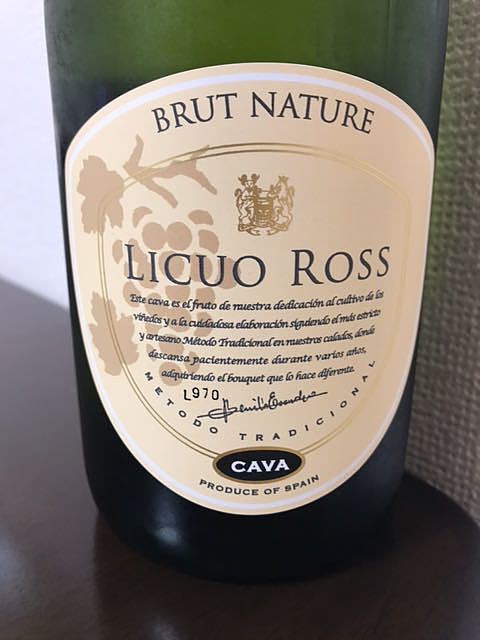 BRUT NATURE
LICUO ROSS
Este cava es el fruto de nuestra dedicación al cultivo de los
viñedos y a la cuidadosa elaboración siguiendo el más estricto
y artesano Método Tradicional en nuestros calados, donde
descansa pacientemente durante varios años,
adquiriendo el bouquet que lo hace diferente.
L970
METODO TRADICIONAL
CAVA
PRODUCE OF SPAIN